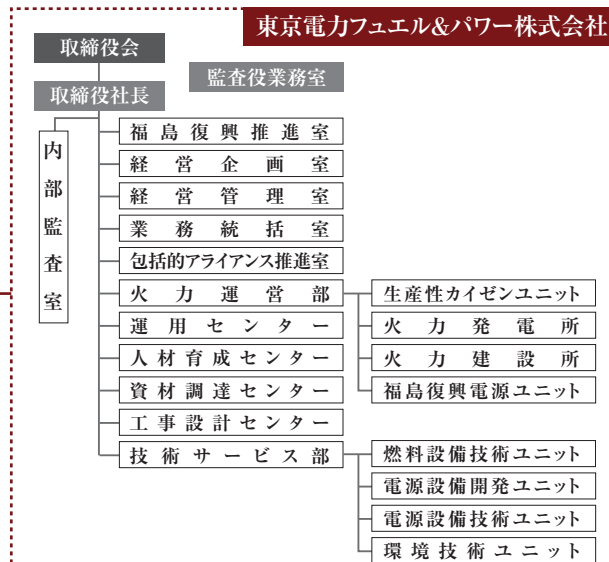 東京電力フュエル&パワー株式会社
取締役会
監査役業務室
取締役社長
内部監査室
福島復興推進室
経営企画室
経営管理室
業務統括室
包括的アライアンス推進室
火力運営部
生産性カイゼンユニット
運用センター
火力発電所
人材育成センター
火力建設所
資材調達センター
福島復興電源ユニット
工事設計センター
技術サービス部
燃料設備技術ユニット
電源設備開発ユニット
電源設備技術ユニット
環境技術ユニット